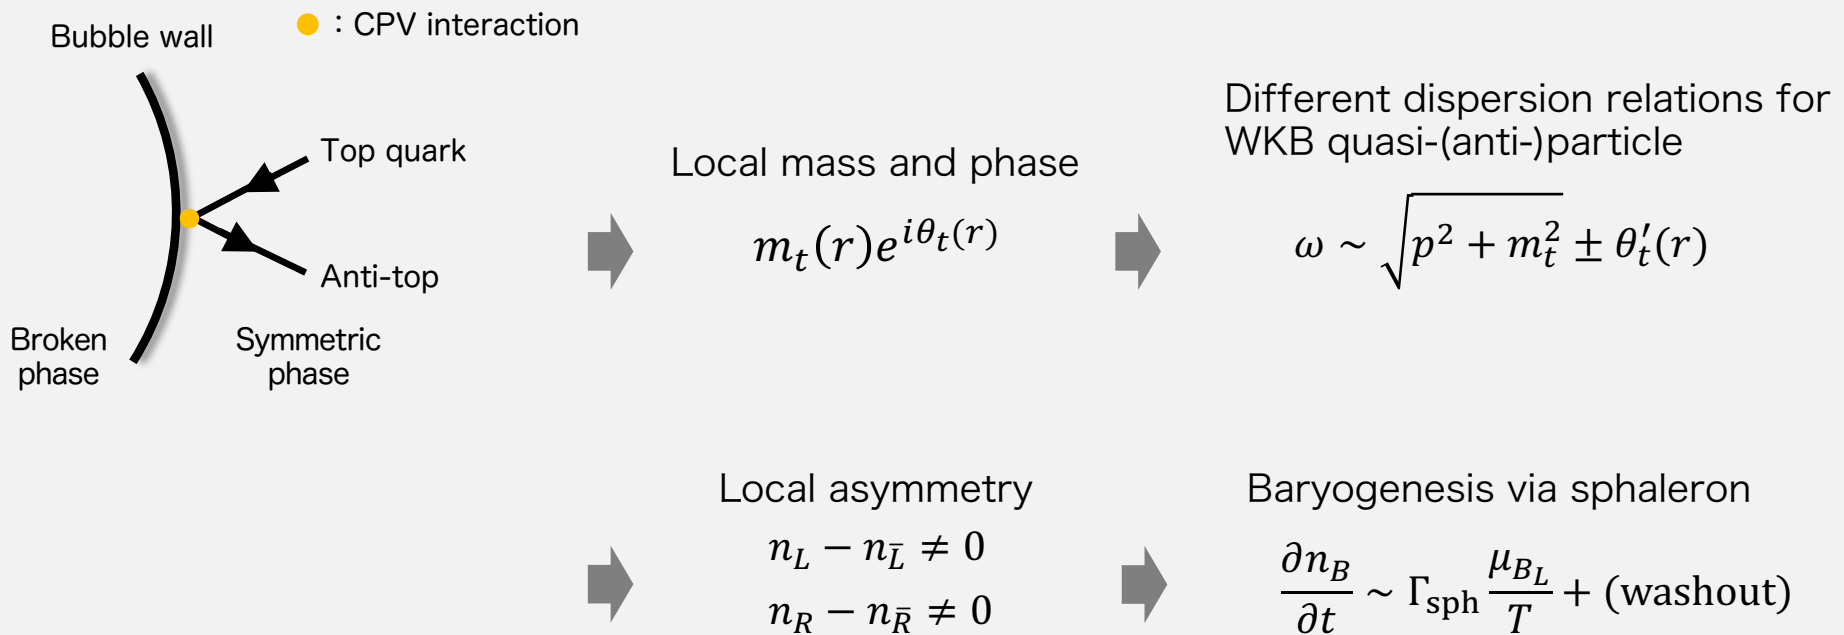 Bubble wall
: CPV interaction
Top quark
Anti-top
Broken
phase
Symmetric
phase
Local mass and phase
m_t(r)e^{iθ_t(r)}
Different dispersion relations for
WKB quasi-(anti-)particle
ω ~ √(p² + m_t²) ± θ′_t(r)
Local asymmetry
n_L − n_L̄ ≠ 0
n_R − n_R̄ ≠ 0
Baryogenesis via sphaleron
∂n_B/∂t ~ Γ_sph μ_{B_L}/T + (washout)